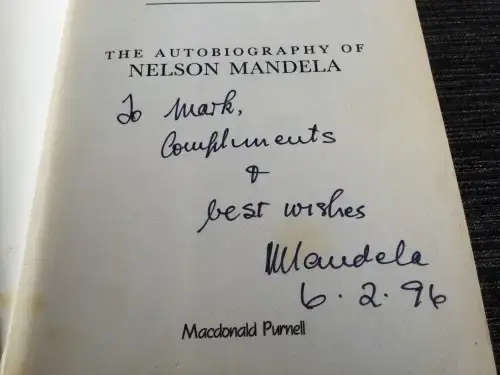 THE AUTOBIOGRAPHY OF
NELSON MANDELA
To Mark,
Compliments
&
best wishes
NMandela
6.2.96
Macdonald Purnell